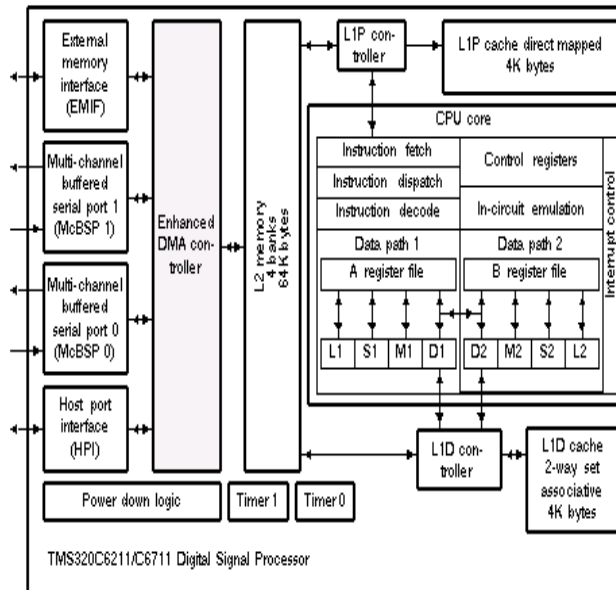 External
memory
interface
(EMIF)
Multi-channel
buffered
serial port 1
(McBSP 1)
Multi-channel
buffered
serial port 0
(McBSP 0)
Host port
interface
(HPI)
Enhanced
DMA controller
L2 memory
4 banks
64K bytes
L1P con-
troller
L1P cache direct mapped
4K bytes
CPU core
Instruction fetch
Instruction dispatch
Instruction decode
Control registers
In-circuit emulation
Interrupt control
Data path 1
A register file
L1 S1 M1 D1
Data path 2
B register file
D2 M2 S2 L2
L1D con-
troller
L1D cache
2-way set
associative
4K bytes
Power down logic
Timer 1
Timer 0
TMS320C6211/C6711 Digital Signal Processor